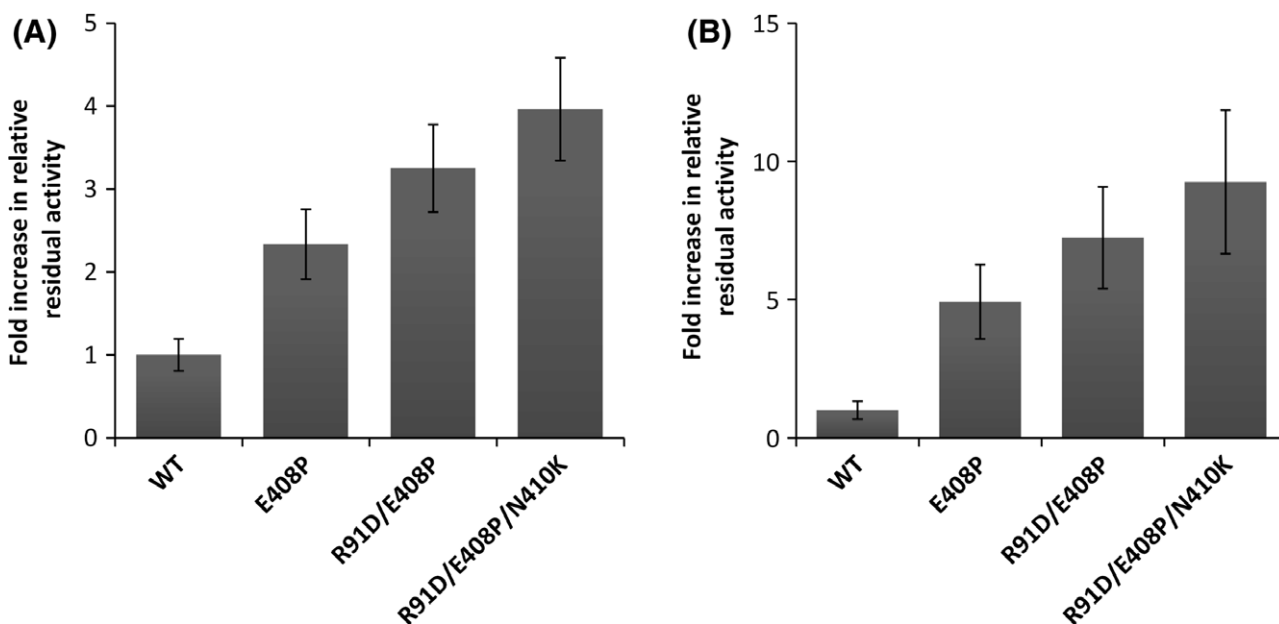 (A)
Fold increase in relative
residual activity
5
4
3
2
1
0
WT
E408P
R91D/E408P
R91D/E408P/N410K
(B)
Fold increase in relative
residual activity
15
10
5
0
WT
E408P
R91D/E408P
R91D/E408P/N410K